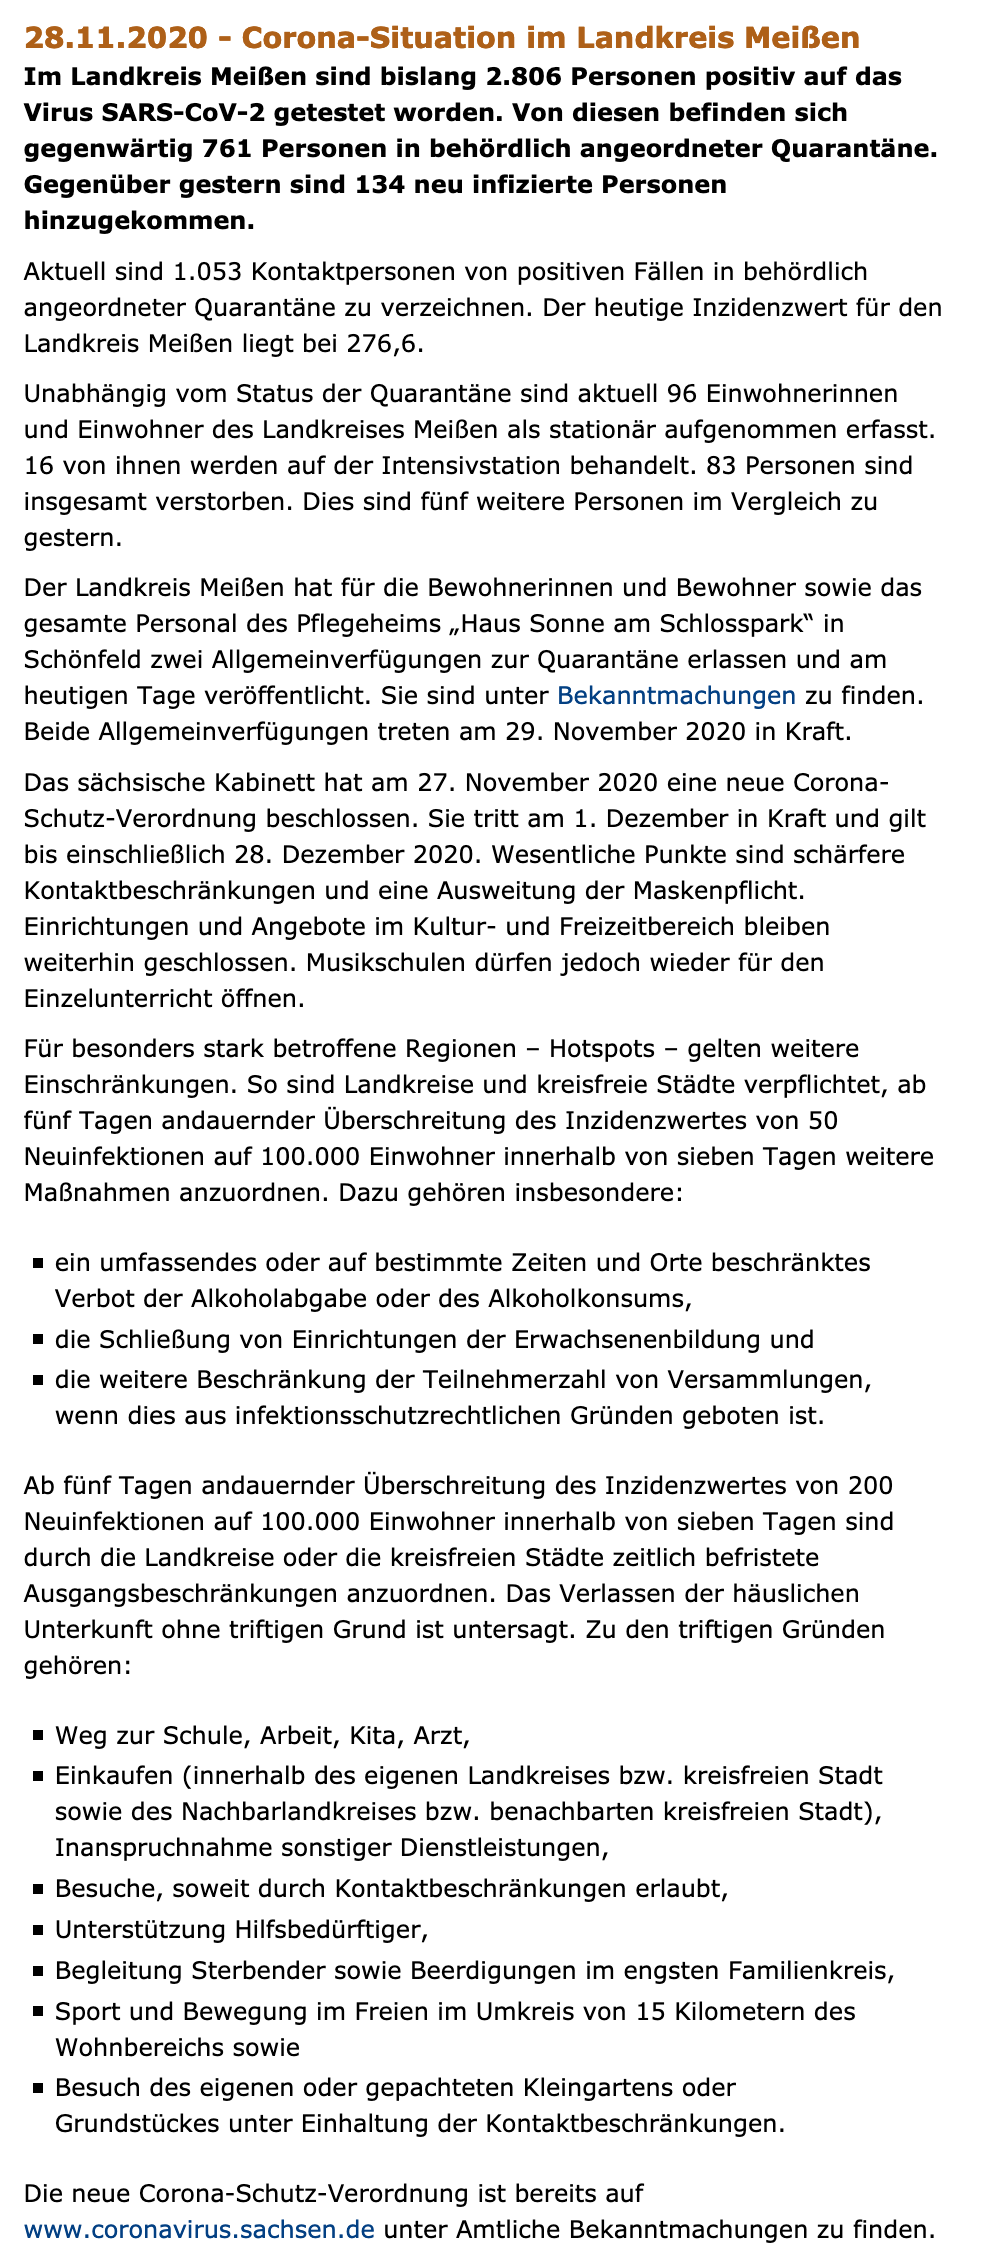 28.11.2020 - Corona-Situation im Landkreis Meißen
Im Landkreis Meißen sind bislang 2.806 Personen positiv auf das
Virus SARS-CoV-2 getestet worden. Von diesen befinden sich
gegenwärtig 761 Personen in behördlich angeordneter Quarantäne.
Gegenüber gestern sind 134 neu infizierte Personen
hinzugekommen.
Aktuell sind 1.053 Kontaktpersonen von positiven Fällen in behördlich
angeordneter Quarantäne zu verzeichnen. Der heutige Inzidenzwert für den
Landkreis Meißen liegt bei 276,6.
Unabhängig vom Status der Quarantäne sind aktuell 96 Einwohnerinnen
und Einwohner des Landkreises Meißen als stationär aufgenommen erfasst.
16 von ihnen werden auf der Intensivstation behandelt. 83 Personen sind
insgesamt verstorben. Dies sind fünf weitere Personen im Vergleich zu
gestern.
Der Landkreis Meißen hat für die Bewohnerinnen und Bewohner sowie das
gesamte Personal des Pflegeheims „Haus Sonne am Schlosspark“ in
Schönfeld zwei Allgemeinverfügungen zur Quarantäne erlassen und am
heutigen Tage veröffentlicht. Sie sind unter Bekanntmachungen zu finden.
Beide Allgemeinverfügungen treten am 29. November 2020 in Kraft.
Das sächsische Kabinett hat am 27. November 2020 eine neue Corona-
Schutz-Verordnung beschlossen. Sie tritt am 1. Dezember in Kraft und gilt
bis einschließlich 28. Dezember 2020. Wesentliche Punkte sind schärfere
Kontaktbeschränkungen und eine Ausweitung der Maskenpflicht.
Einrichtungen und Angebote im Kultur- und Freizeitbereich bleiben
weiterhin geschlossen. Musikschulen dürfen jedoch wieder für den
Einzelunterricht öffnen.
Für besonders stark betroffene Regionen – Hotspots – gelten weitere
Einschränkungen. So sind Landkreise und kreisfreie Städte verpflichtet, ab
fünf Tagen andauernder Überschreitung des Inzidenzwertes von 50
Neuinfektionen auf 100.000 Einwohner innerhalb von sieben Tagen weitere
Maßnahmen anzuordnen. Dazu gehören insbesondere:
▪ ein umfassendes oder auf bestimmte Zeiten und Orte beschränktes
Verbot der Alkoholabgabe oder des Alkoholkonsums,
▪ die Schließung von Einrichtungen der Erwachsenenbildung und
▪ die weitere Beschränkung der Teilnehmerzahl von Versammlungen,
wenn dies aus infektionsschutzrechtlichen Gründen geboten ist.
Ab fünf Tagen andauernder Überschreitung des Inzidenzwertes von 200
Neuinfektionen auf 100.000 Einwohner innerhalb von sieben Tagen sind
durch die Landkreise oder die kreisfreien Städte zeitlich befristete
Ausgangsbeschränkungen anzuordnen. Das Verlassen der häuslichen
Unterkunft ohne triftigen Grund ist untersagt. Zu den triftigen Gründen
gehören:
▪ Weg zur Schule, Arbeit, Kita, Arzt,
▪ Einkaufen (innerhalb des eigenen Landkreises bzw. kreisfreien Stadt
sowie des Nachbarlandkreises bzw. benachbarten kreisfreien Stadt),
Inanspruchnahme sonstiger Dienstleistungen,
▪ Besuche, soweit durch Kontaktbeschränkungen erlaubt,
▪ Unterstützung Hilfsbedürftiger,
▪ Begleitung Sterbender sowie Beerdigungen im engsten Familienkreis,
▪ Sport und Bewegung im Freien im Umkreis von 15 Kilometern des
Wohnbereichs sowie
▪ Besuch des eigenen oder gepachteten Kleingartens oder
Grundstückes unter Einhaltung der Kontaktbeschränkungen.
Die neue Corona-Schutz-Verordnung ist bereits auf
www.coronavirus.sachsen.de unter Amtliche Bekanntmachungen zu finden.